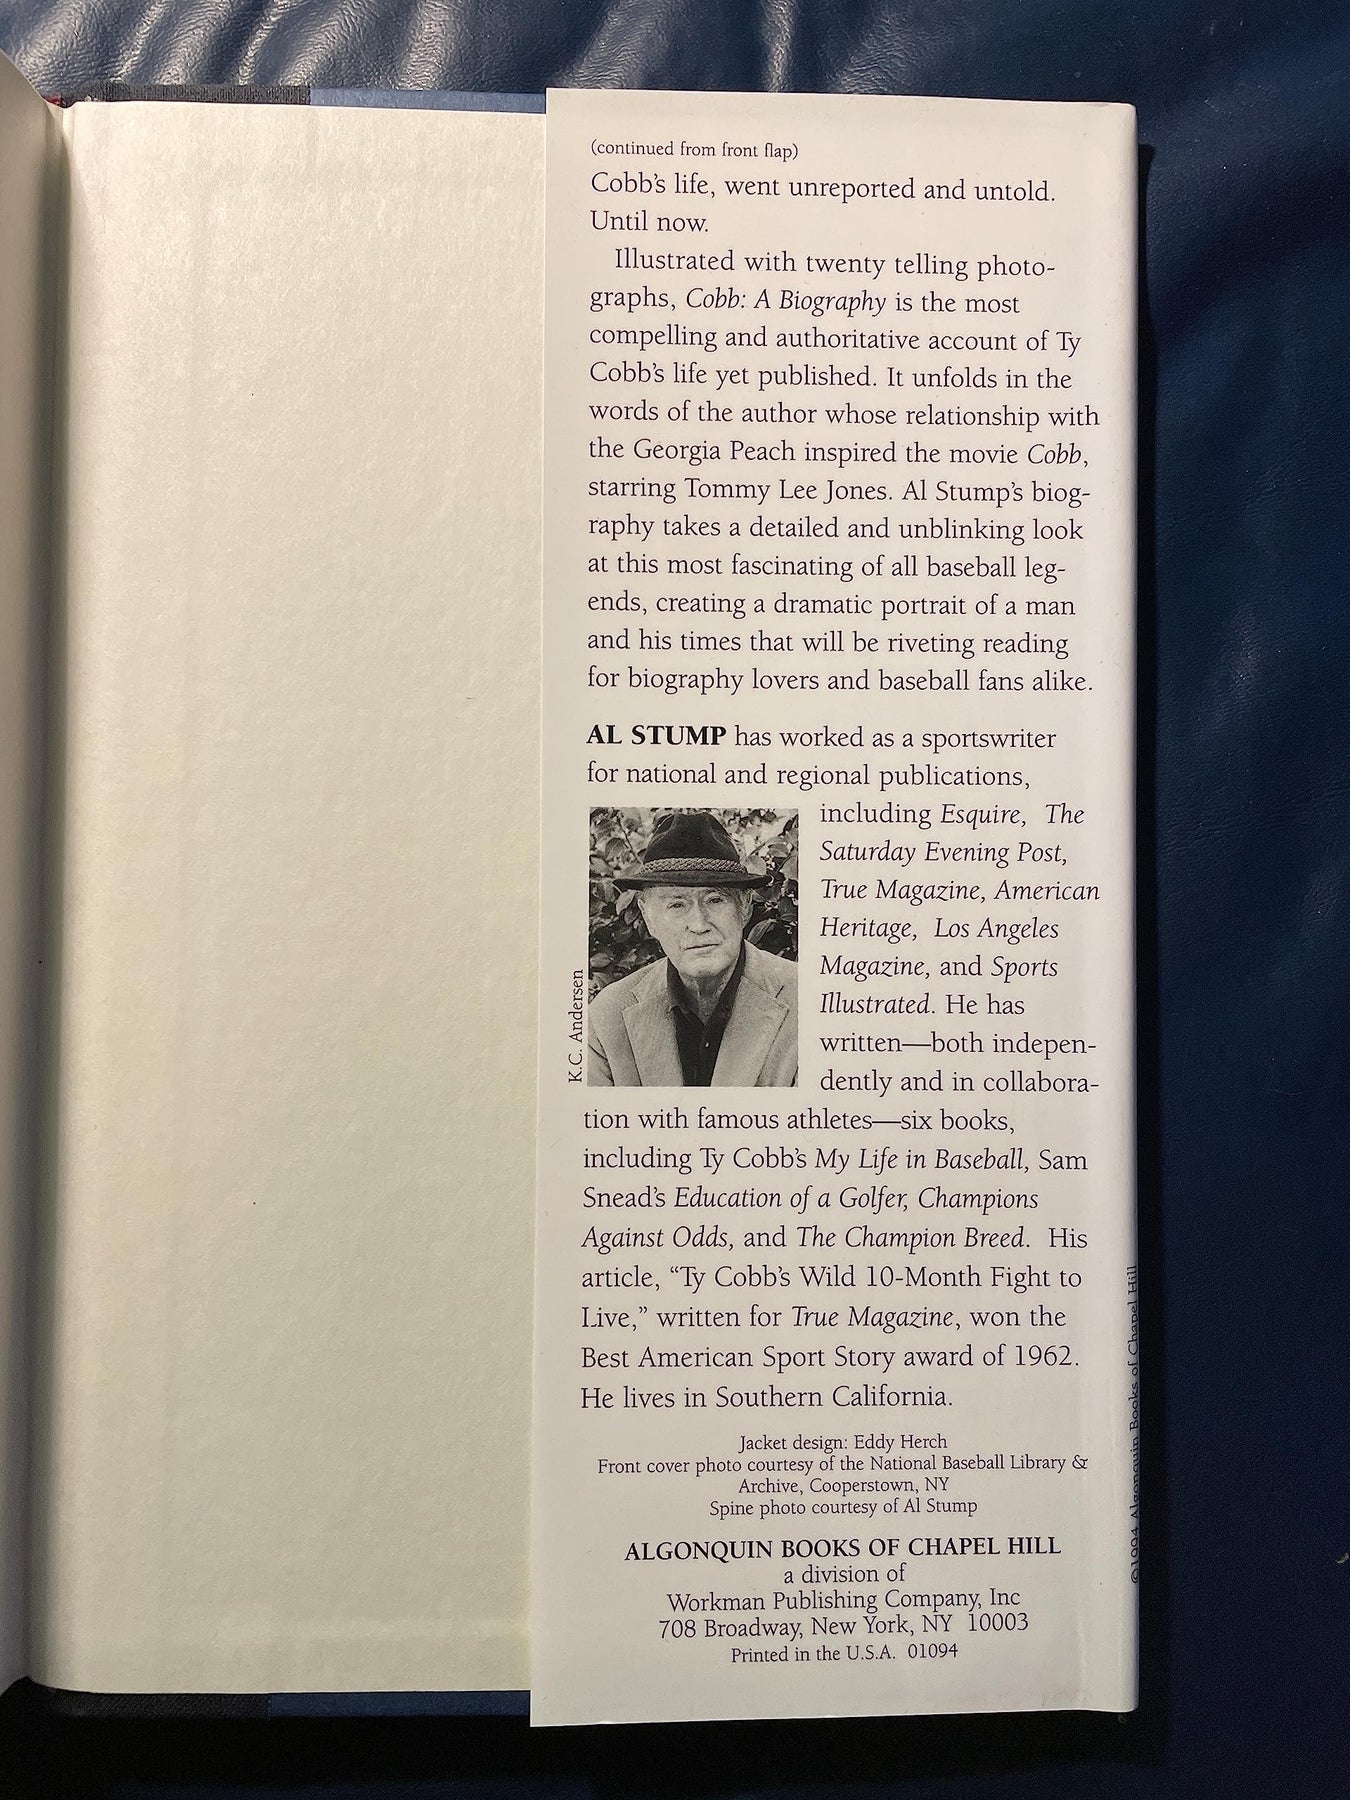 (continued from front flap)
Cobb's life, went unreported and untold.
Until now.
Illustrated with twenty telling photo-
graphs, Cobb: A Biography is the most
compelling and authoritative account of Ty
Cobb's life yet published. It unfolds in the
words of the author whose relationship with
the Georgia Peach inspired the movie Cobb,
starring Tommy Lee Jones. Al Stump's biog-
raphy takes a detailed and unblinking look
at this most fascinating of all baseball leg-
ends, creating a dramatic portrait of a man
and his times that will be riveting reading
for biography lovers and baseball fans alike.
AL STUMP has worked as a sportswriter
for national and regional publications,
including Esquire, The
Saturday Evening Post,
True Magazine, American
Heritage, Los Angeles
Magazine, and Sports
Illustrated. He has
written—both indepen-
dently and in collabora-
K.C. Andersen
tion with famous athletes—six books,
including Ty Cobb's My Life in Baseball, Sam
Snead's Education of a Golfer, Champions
Against Odds, and The Champion Breed. His
article, “Ty Cobb's Wild 10-Month Fight to
Live,” written for True Magazine, won the
Best American Sport Story award of 1962.
He lives in Southern California.
Jacket design: Eddy Herch
Front cover photo courtesy of the National Baseball Library &
Archive, Cooperstown, NY
Spine photo courtesy of Al Stump
ALGONQUIN BOOKS OF CHAPEL HILL
a division of
Workman Publishing Company, Inc
708 Broadway, New York, NY 10003
Printed in the U.S.A. 01094
©1994 Algonquin Books of Chapel Hill